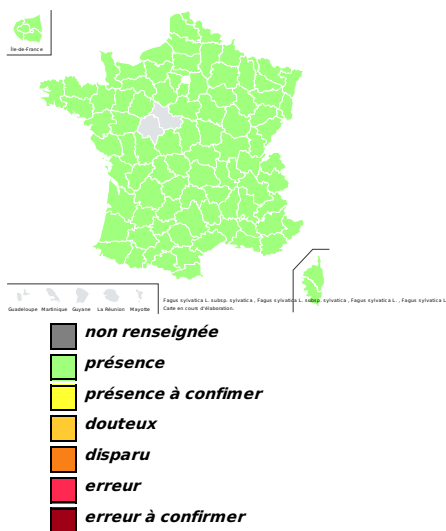 Île-de-France
Guadeloupe Martinique Guyane La Réunion Mayotte
Fagus sylvatica L. subsp. sylvatica , Fagus sylvatica L. subsp. sylvatica , Fagus sylvatica L. , Fagus sylvatica L
Carte en cours d'élaboration.
non renseignée
présence
présence à confimer
douteux
disparu
erreur
erreur à confirmer